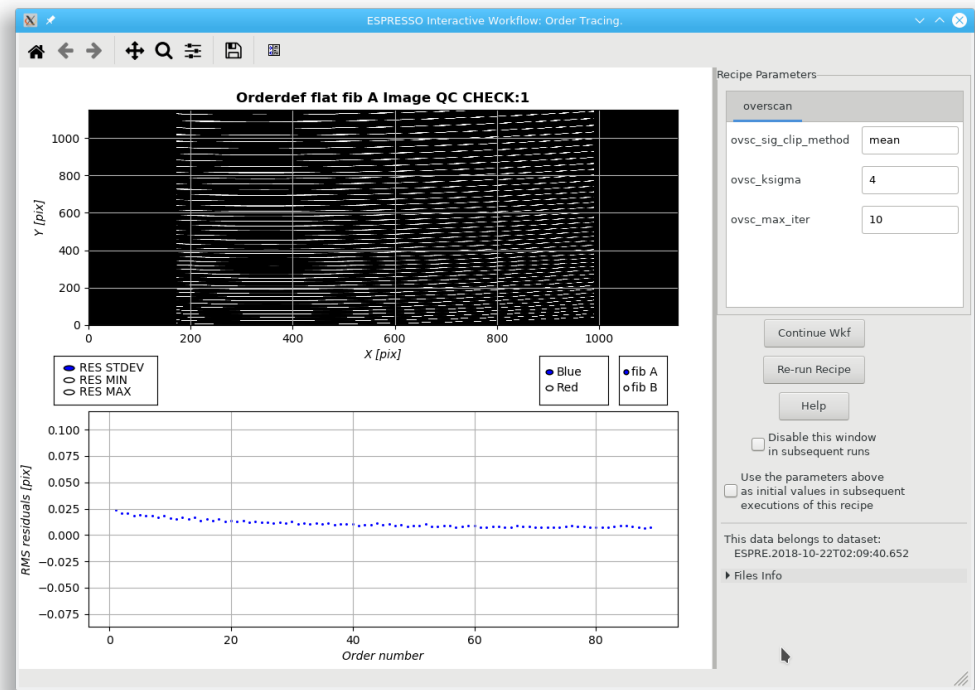 ESPRESSO Interactive Workflow: Order Tracing.
Orderdef flat fib A Image QC CHECK:1
Y [pix]
1000
800
600
400
200
0
0 200 400 600 800 1000
X [pix]
RES STDEV
RES MIN
RES MAX
Blue
Red
fib A
fib B
RMS residuals [pix]
0.100
0.075
0.050
0.025
0.000
−0.025
−0.050
−0.075
0 20 40 60 80
Order number
Recipe Parameters
overscan
ovsc_sig_clip_method mean
ovsc_ksigma 4
ovsc_max_iter 10
Continue Wkf
Re-run Recipe
Help
Disable this window
in subsequent runs
Use the parameters above
as initial values in subsequent
executions of this recipe
This data belongs to dataset:
ESPRE.2018-10-22T02:09:40.652
Files Info